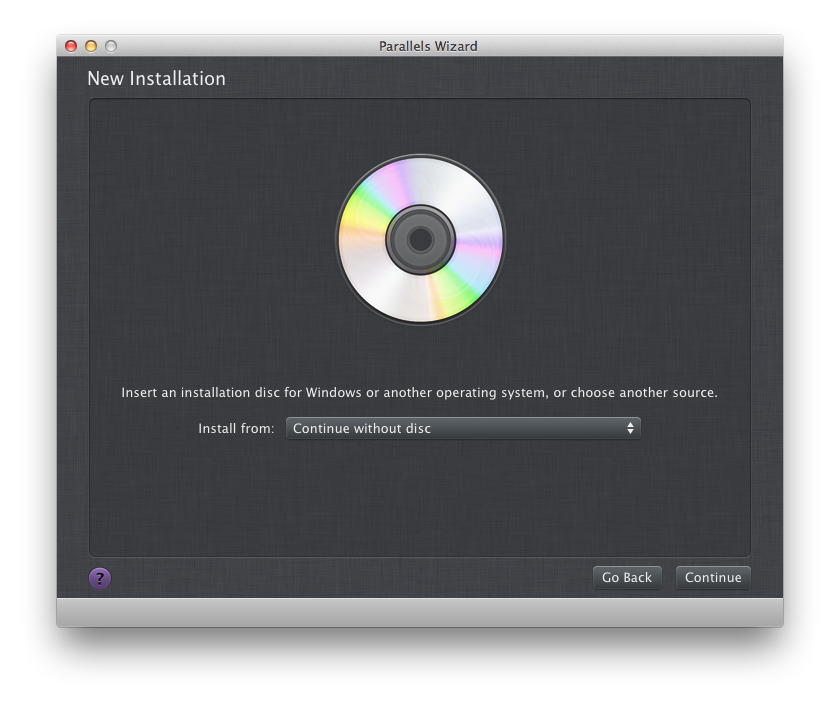 Parallels Wizard
New Installation
Insert an installation disc for Windows or another operating system, or choose another source.
Install from: Continue without disc
? Go Back Continue